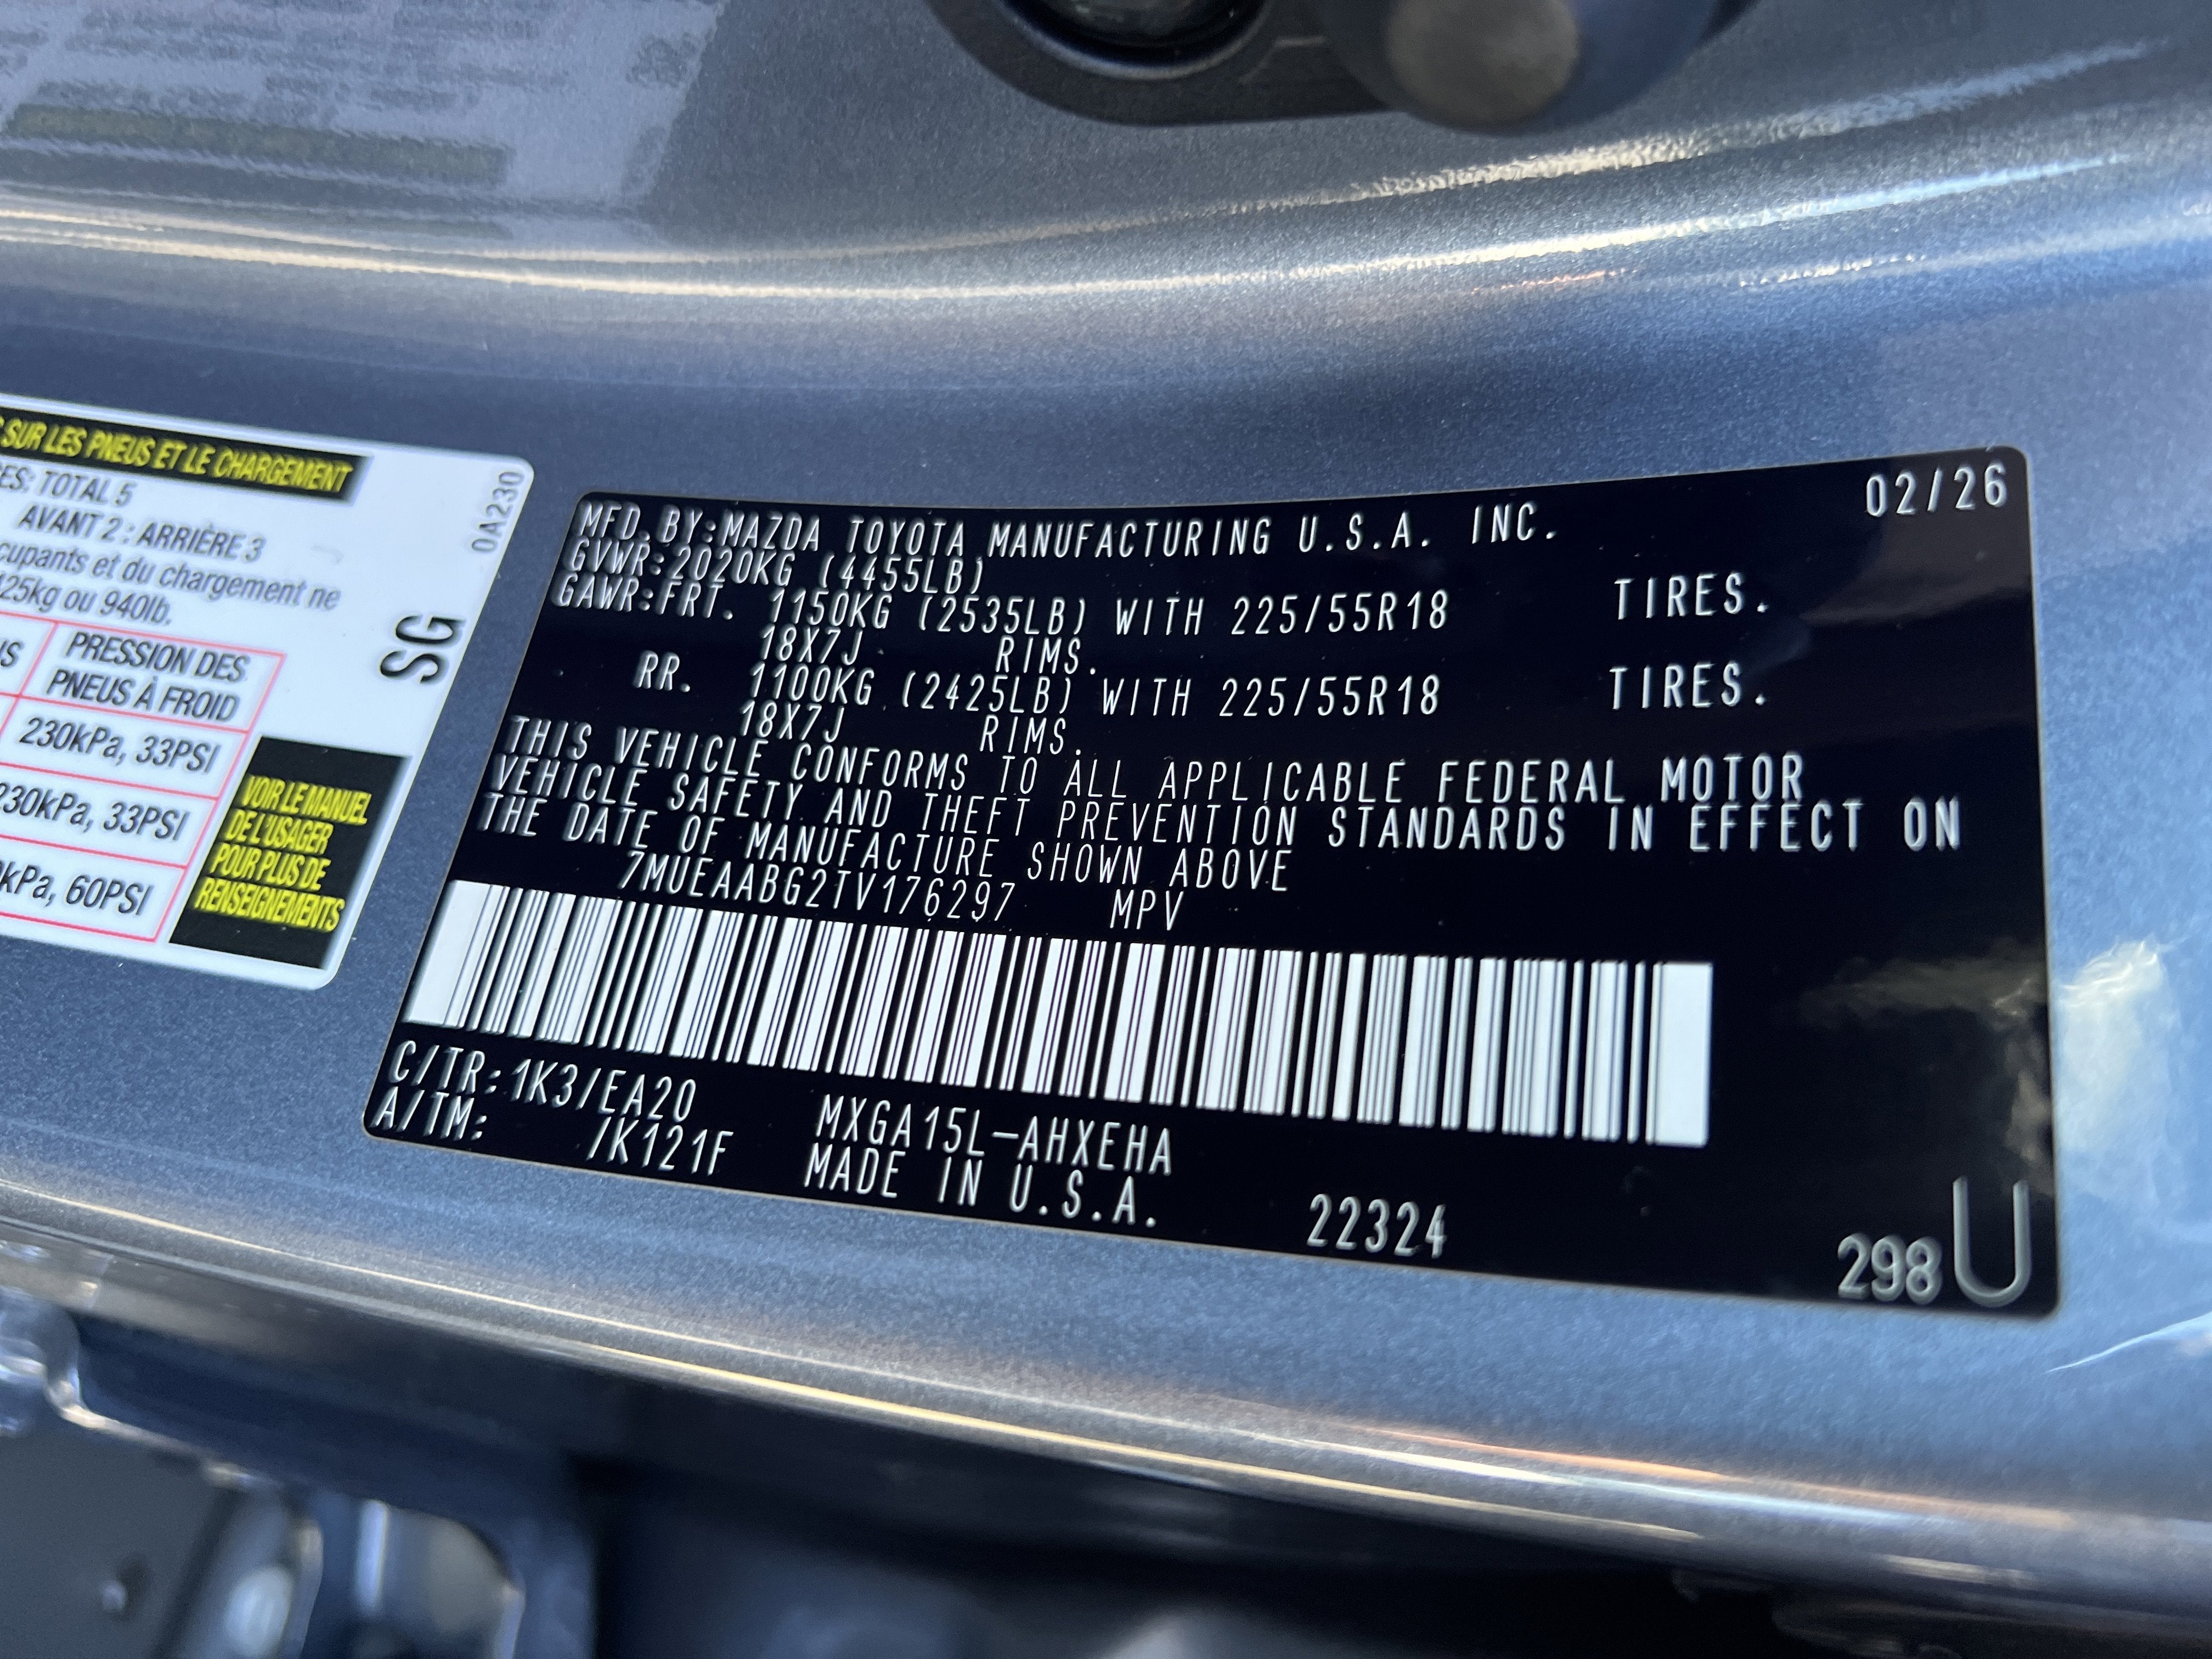 SUR LES PNEUS ET LE CHARGEMENT
TOTAL 5
AVANT 2 : ARRIÈRE 3
et du chargement ne
ou 940lb.
PRESSION DES
PNEUS À FROID
230kPa, 33PSI
230kPa, 33PSI
kPa, 60PSI
VOIR LE MANUEL
DE L'USAGER
POUR PLUS DE
RENSEIGNEMENTS
0A230
SG
02/26
MFD. BY:MAZDA TOYOTA MANUFACTURING U.S.A. INC.
GVWR:2020KG (4455LB)
GAWR:FRT. 1150KG (2535LB) WITH 225/55R18 TIRES.
18X7J RIMS.
RR. 1100KG (2425LB) WITH 225/55R18 TIRES.
18X7J RIMS.
THIS VEHICLE CONFORMS TO ALL APPLICABLE FEDERAL MOTOR
VEHICLE SAFETY AND THEFT PREVENTION STANDARDS IN EFFECT ON
THE DATE OF MANUFACTURE SHOWN ABOVE
7MUEAABG2TV176297 MPV
C/TR:1K3/EA20 MXGA15L-AHXEHA
A/TM: /K121F MADE IN U.S.A.
22324
298 U